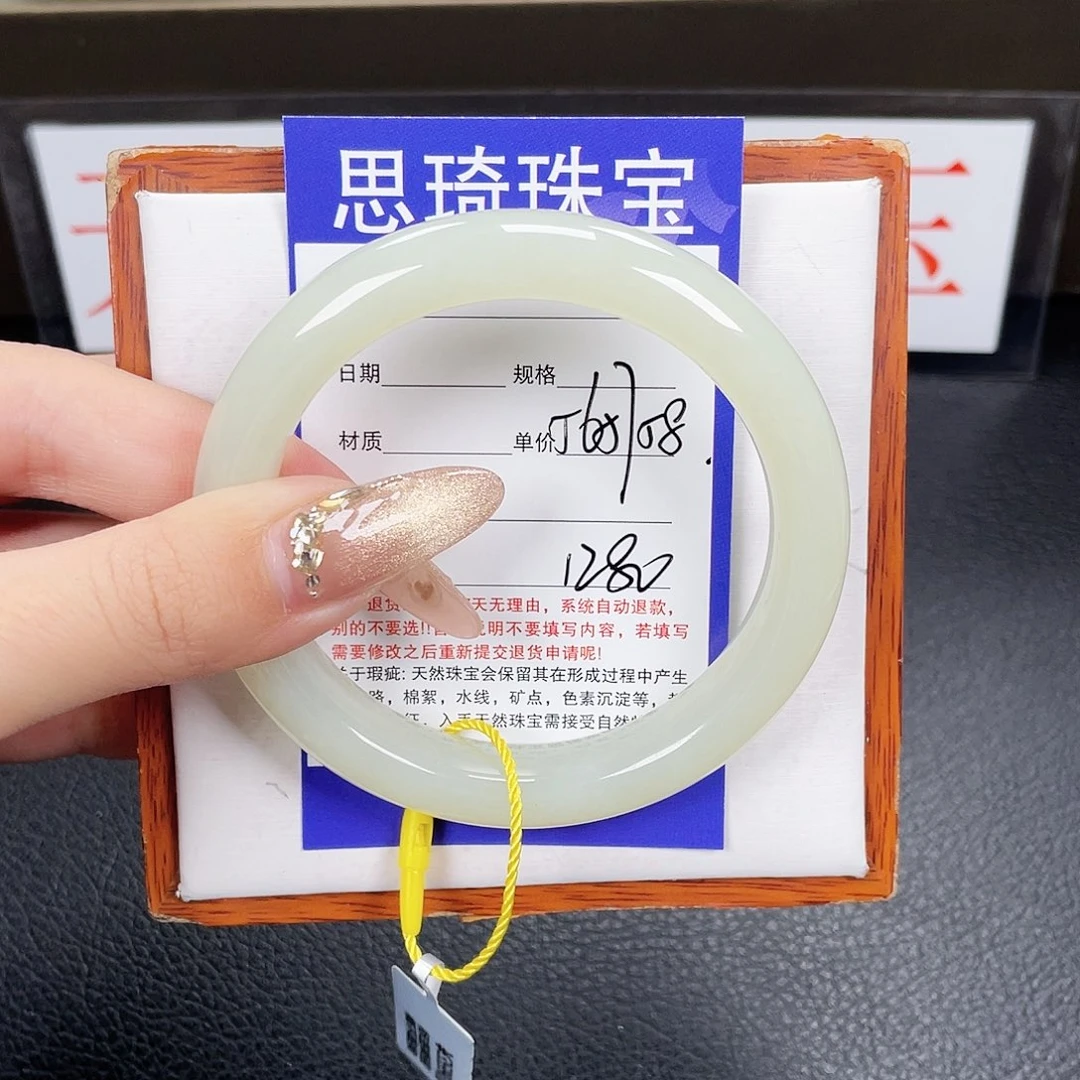 思琦珠宝
日期 规格
材质 单价
1280
天无理由，系统自动退款，
别的不要选!! 说明不要填写内容，若填写
需要修改之后重新提交退货申请呢!
关于瑕疵: 天然珠宝会保留其在形成过程中产生
路，棉絮，水线，矿点，色素沉淀等，
入手天然珠宝需接受自然